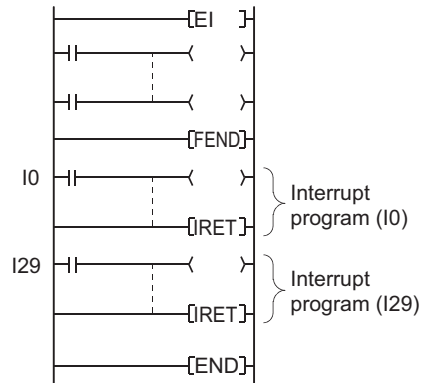 EI
FEND
I0
Interrupt
program (I0)
IRET
I29
Interrupt
program (I29)
IRET
END